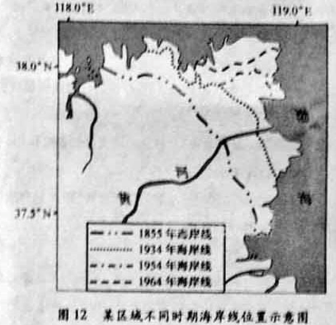 118.0°E
119.0°E
38.0°N
渤
河
黄
海
37.5°N
1855年海岸线
1934年海岸线
1954年海岸线
1964年海岸线
图12 某区域不同时期海岸线位置示意图